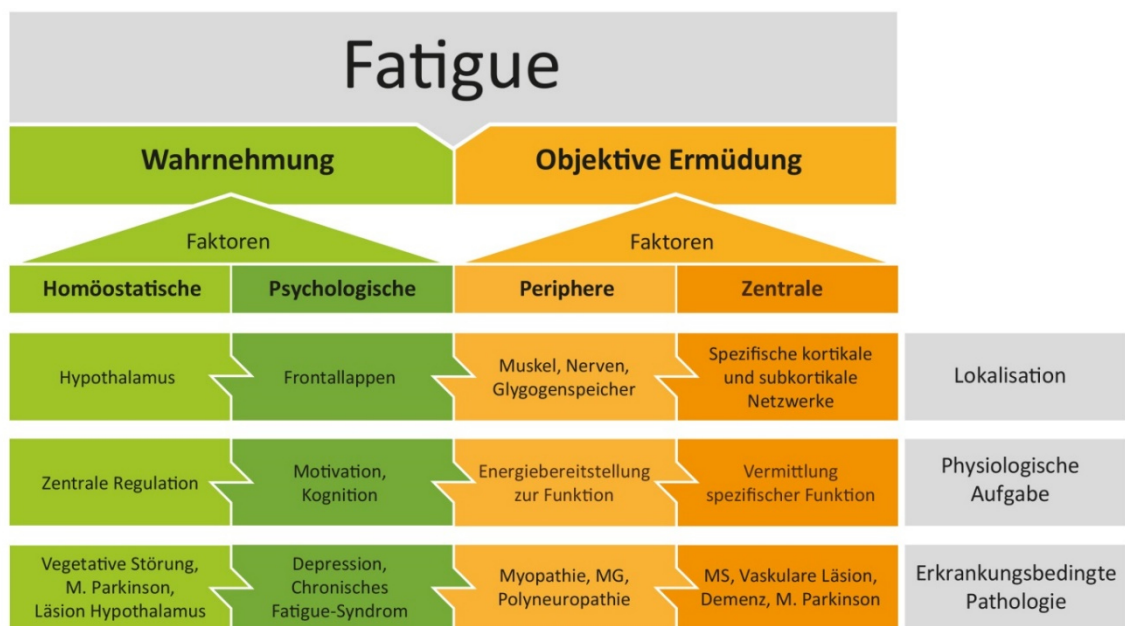 Fatigue
Wahrnehmung
Objektive Ermüdung
Faktoren
Faktoren
Homöostatische
Psychologische
Periphere
Zentrale
Hypothalamus
Frontallappen
Muskel, Nerven,
Glygogenspeicher
Spezifische kortikale
und subkortikale
Netzwerke
Lokalisation
Zentrale Regulation
Motivation,
Kognition
Energiebereitstellung
zur Funktion
Vermittlung
spezifischer Funktion
Physiologische
Aufgabe
Vegetative Störung,
M. Parkinson,
Läsion Hypothalamus
Depression,
Chronisches
Fatigue-Syndrom
Myopathie, MG,
Polyneuropathie
MS, Vaskulare Läsion,
Demenz, M. Parkinson
Erkrankungsbedingte
Pathologie